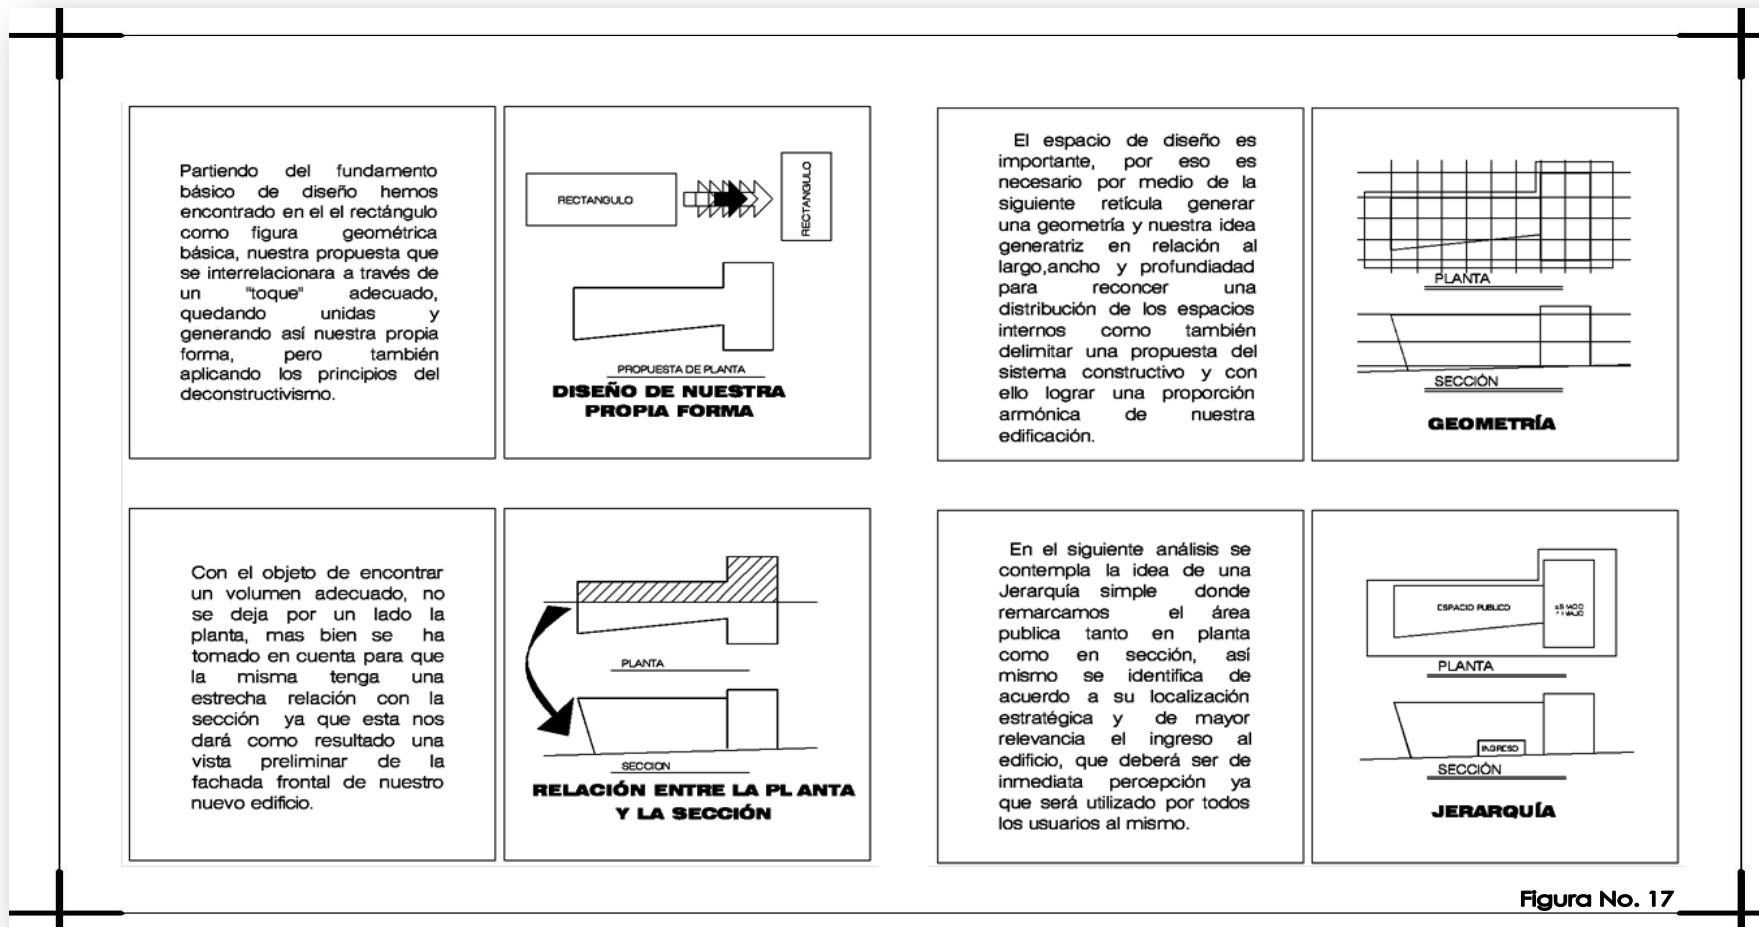 Partiendo del fundamento
básico de diseño hemos
encontrado en el el rectángulo
como figura geométrica
básica, nuestra propuesta que
se interrelacionara a través de
un "toque" adecuado,
quedando unidas y
generando así nuestra propia
forma, pero también
aplicando los principios del
deconstructivismo.
RECTANGULO
RECTANGULO
PROPUESTA DE PLANTA
DISEÑO DE NUESTRA
PROPIA FORMA
El espacio de diseño es
importante, por eso es
necesario por medio de la
siguiente retícula generar
una geometría y nuestra idea
generatriz en relación al
largo,ancho y profundiadad
para reconcer una
distribución de los espacios
internos como también
delimitar una propuesta del
sistema constructivo y con
ello lograr una proporción
armónica de nuestra
edificación.
PLANTA
SECCIÓN
GEOMETRÍA
Con el objeto de encontrar
un volumen adecuado, no
se deja por un lado la
planta, mas bien se ha
tomado en cuenta para que
la misma tenga una
estrecha relación con la
sección ya que esta nos
dará como resultado una
vista preliminar de la
fachada frontal de nuestro
nuevo edificio.
PLANTA
SECCION
RELACIÓN ENTRE LA PLANTA
Y LA SECCIÓN
En el siguiente análisis se
contempla la idea de una
Jerarquía simple donde
remarcamos el área
publica tanto en planta
como en sección, así
mismo se identifica de
acuerdo a su localización
estratégica y de mayor
relevancia el ingreso al
edificio, que deberá ser de
inmediata percepción ya
que será utilizado por todos
los usuarios al mismo.
ESPACIO PUBLICO
PLANTA
INGRESO
SECCIÓN
JERARQUÍA
Figura No. 17